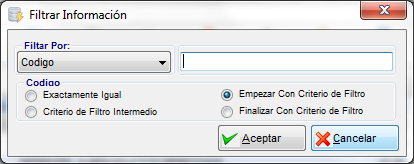 Filtrar Información
Filtar Por:
Codigo
Codigo
Exactamente Igual
Empezar Con Criterio de Filtro
Criterio de Filtro Intermedio
Finalizar Con Criterio de Filtro
Aceptar
Cancelar